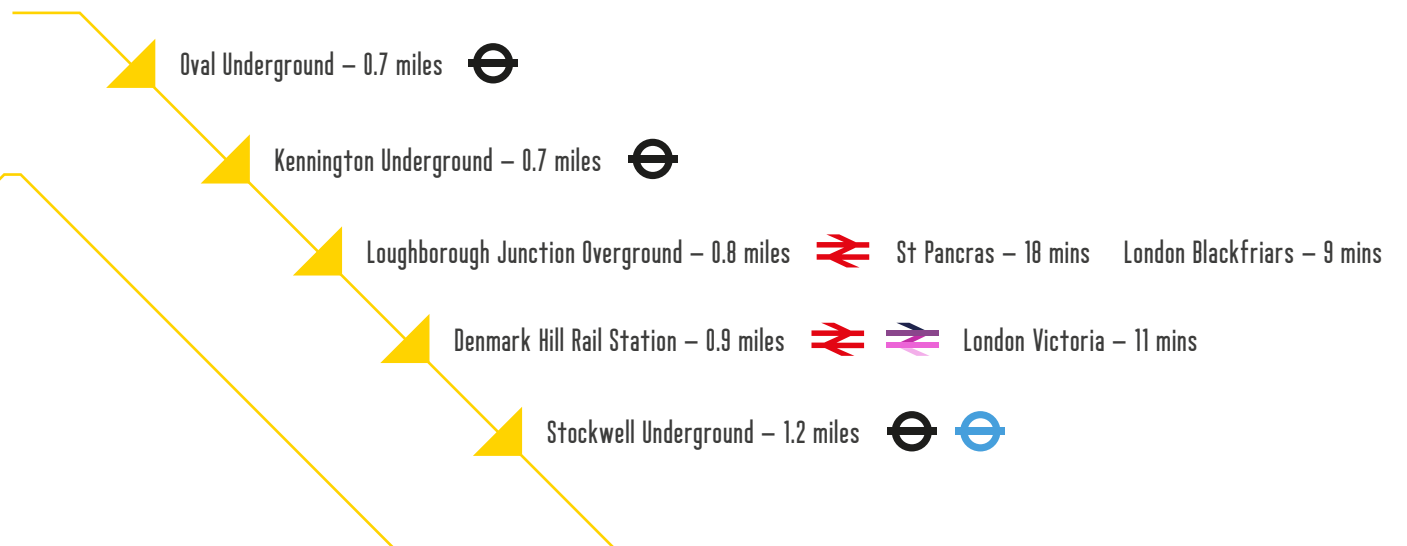 Oval Underground – 0.7 miles
Kennington Underground – 0.7 miles
Loughborough Junction Overground – 0.8 miles St Pancras – 18 mins London Blackfriars – 9 mins
Denmark Hill Rail Station – 0.9 miles London Victoria – 11 mins
Stockwell Underground – 1.2 miles